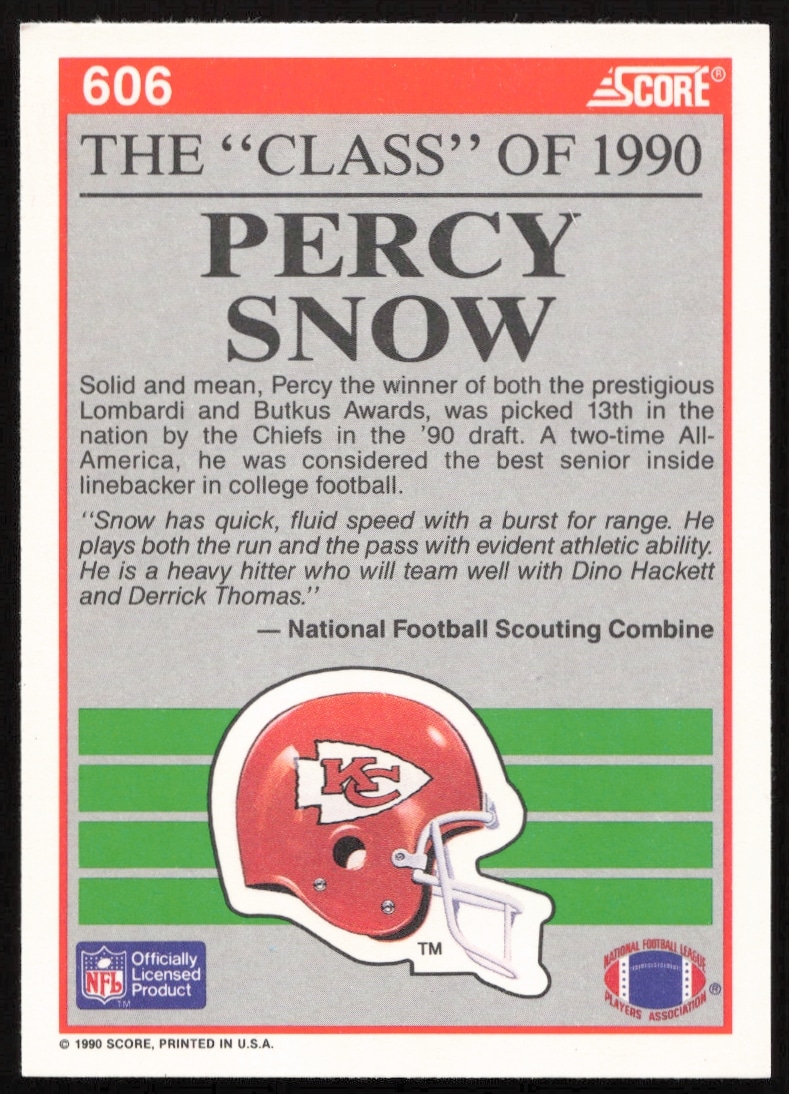 606
SCORE®
THE "CLASS" OF 1990
PERCY
SNOW
Solid and mean, Percy the winner of both the prestigious
Lombardi and Butkus Awards, was picked 13th in the
nation by the Chiefs in the '90 draft. A two-time All-
America, he was considered the best senior inside
linebacker in college football.
"Snow has quick, fluid speed with a burst for range. He
plays both the run and the pass with evident athletic ability.
He is a heavy hitter who will team well with Dino Hackett
and Derrick Thomas."
— National Football Scouting Combine
KC
TM
NFL
TM
Officially
Licensed
Product
NATIONAL FOOTBALL LEAGUE
PLAYERS ASSOCIATION
®
© 1990 SCORE, PRINTED IN U.S.A.